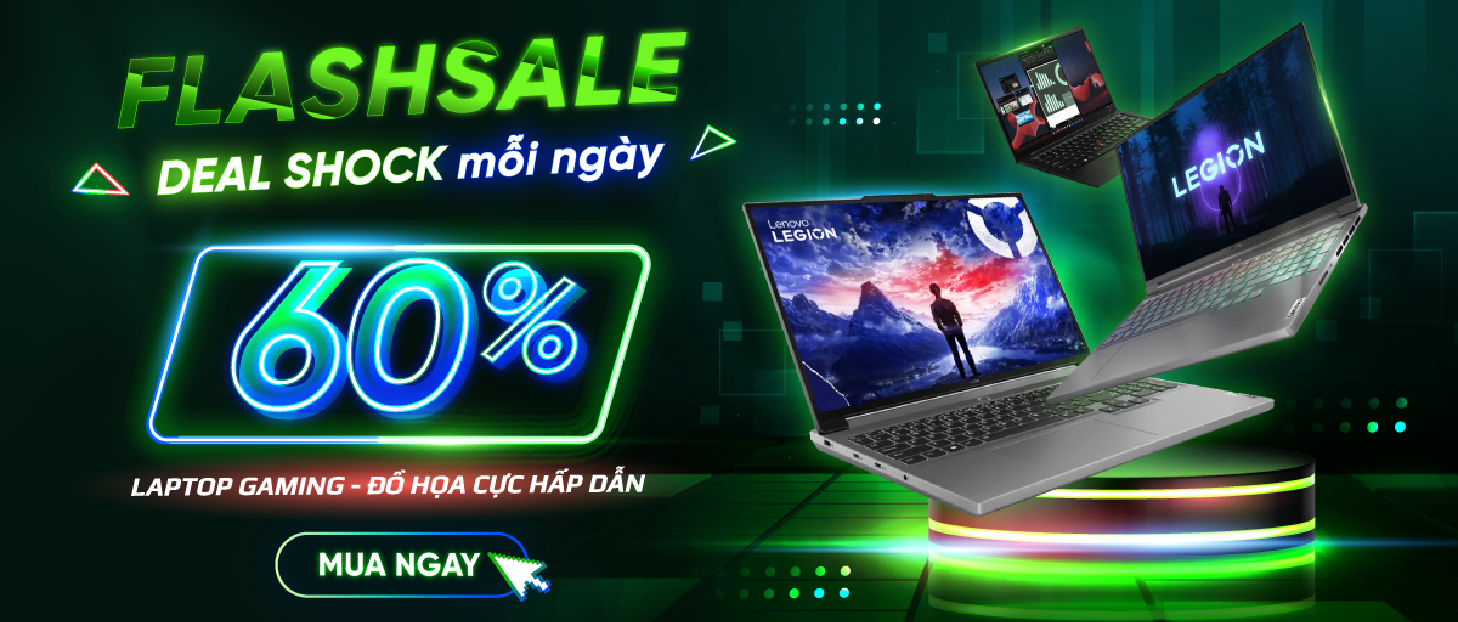 FLASHSALE
DEAL SHOCK mỗi ngày
60%
LAPTOP GAMING - ĐỒ HỌA CỰC HẤP DẪN
MUA NGAY
Lenovo
LEGION
LEGION